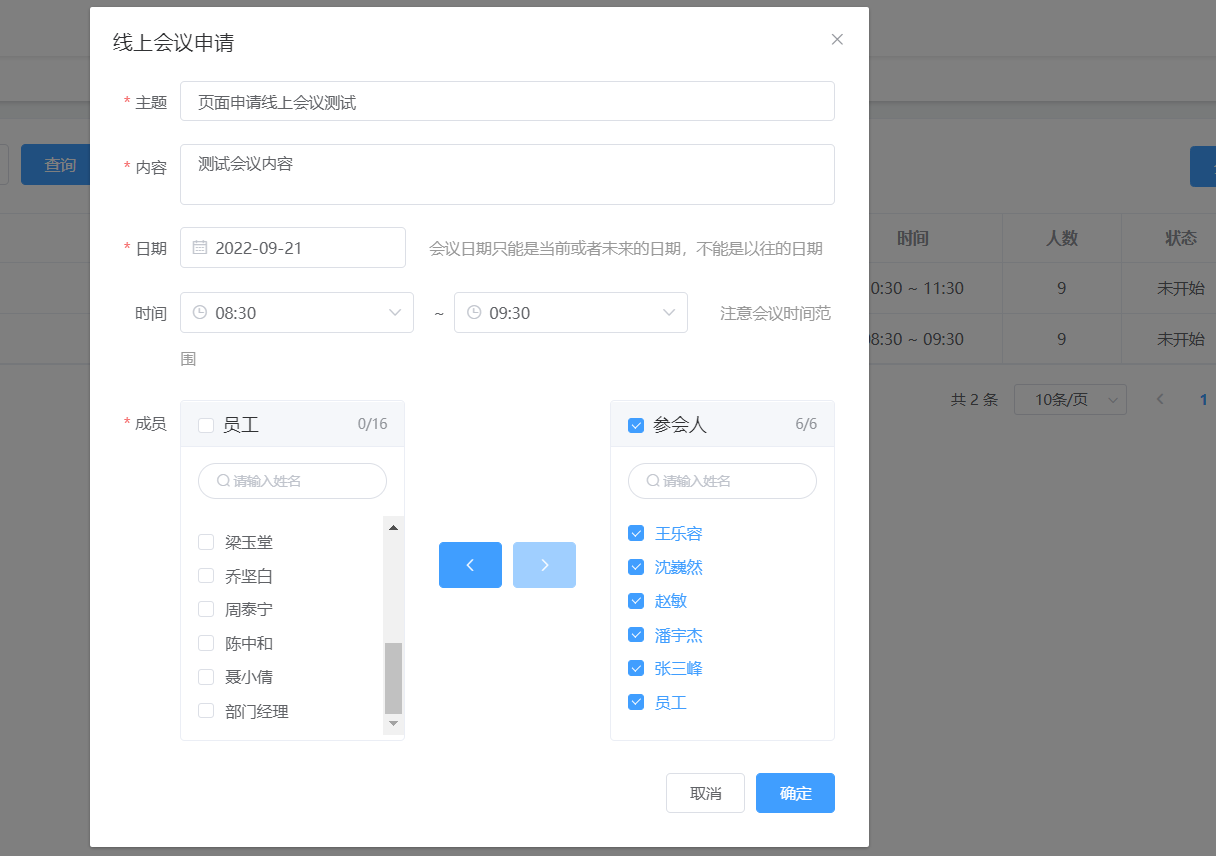 线上会议申请
* 主题
页面申请线上会议测试
* 内容
测试会议内容
查询
* 日期
2022-09-21
会议日期只能是当前或者未来的日期，不能是以往的日期
时间
人数
状态
0:30 ~ 11:30
9
未开始
时间
08:30
~
09:30
注意会议时间范
围
8:30 ~ 09:30
9
未开始
共 2 条
10条/页
1
* 成员
员工
0/16
请输入姓名
梁玉堂
乔坚白
周泰宁
陈中和
聂小倩
部门经理
参会人
6/6
请输入姓名
王乐容
沈巍然
赵敏
潘宇杰
张三峰
员工
取消
确定